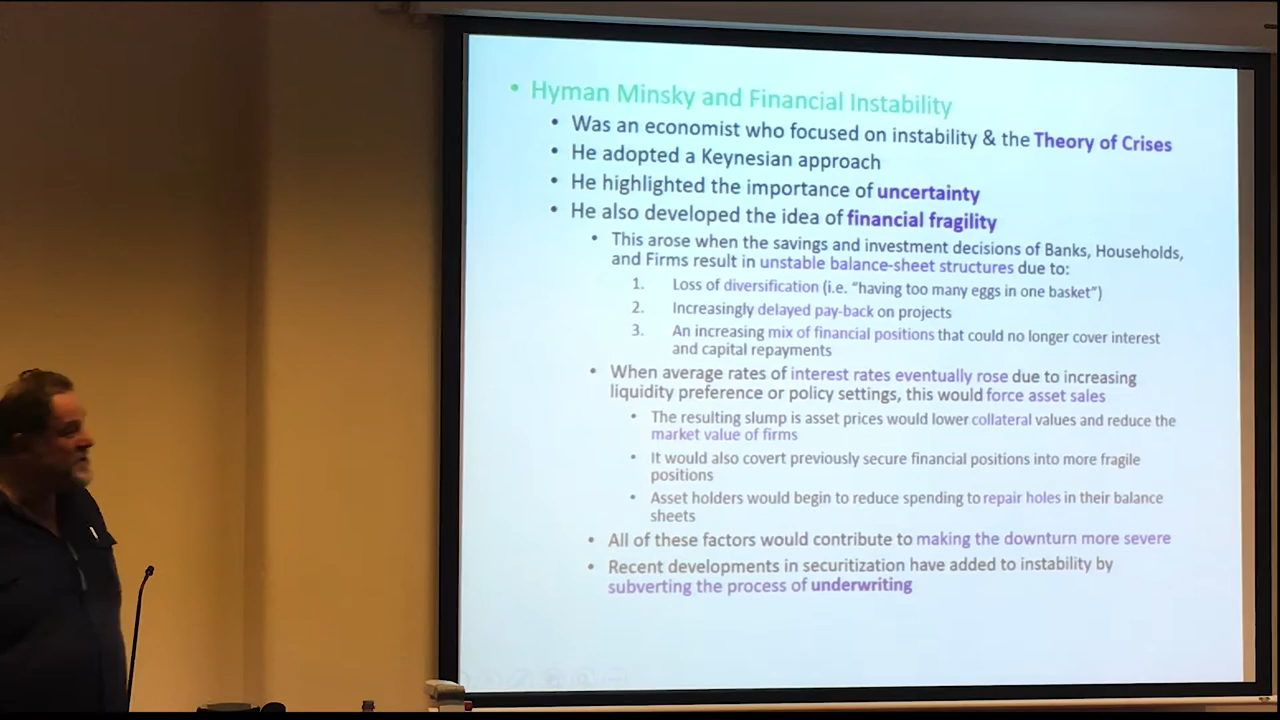 • Hyman Minsky and Financial Instability
• Was an economist who focused on instability & the Theory of Crises
• He adopted a Keynesian approach
• He highlighted the importance of uncertainty
• He also developed the idea of financial fragility
• This arose when the savings and investment decisions of Banks, Households,
and Firms result in unstable balance-sheet structures due to:
1. Loss of diversification (i.e. “having too many eggs in one basket”)
2. Increasingly delayed pay-back on projects
3. An increasing mix of financial positions that could no longer cover interest
and capital repayments
• When average rates of interest rates eventually rose due to increasing
liquidity preference or policy settings, this would force asset sales
• The resulting slump is asset prices would lower collateral values and reduce the
market value of firms
• It would also covert previously secure financial positions into more fragile
positions
• Asset holders would begin to reduce spending to repair holes in their balance
sheets
• All of these factors would contribute to making the downturn more severe
• Recent developments in securitization have added to instability by
subverting the process of underwriting